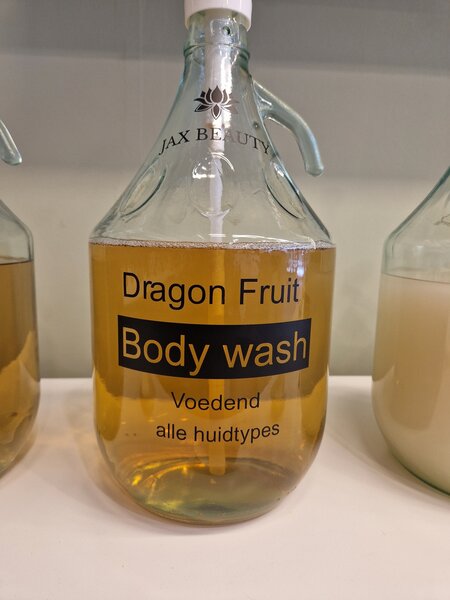 JAX BEAUTY
Dragon Fruit
Body wash
Voedend
alle huidtypes